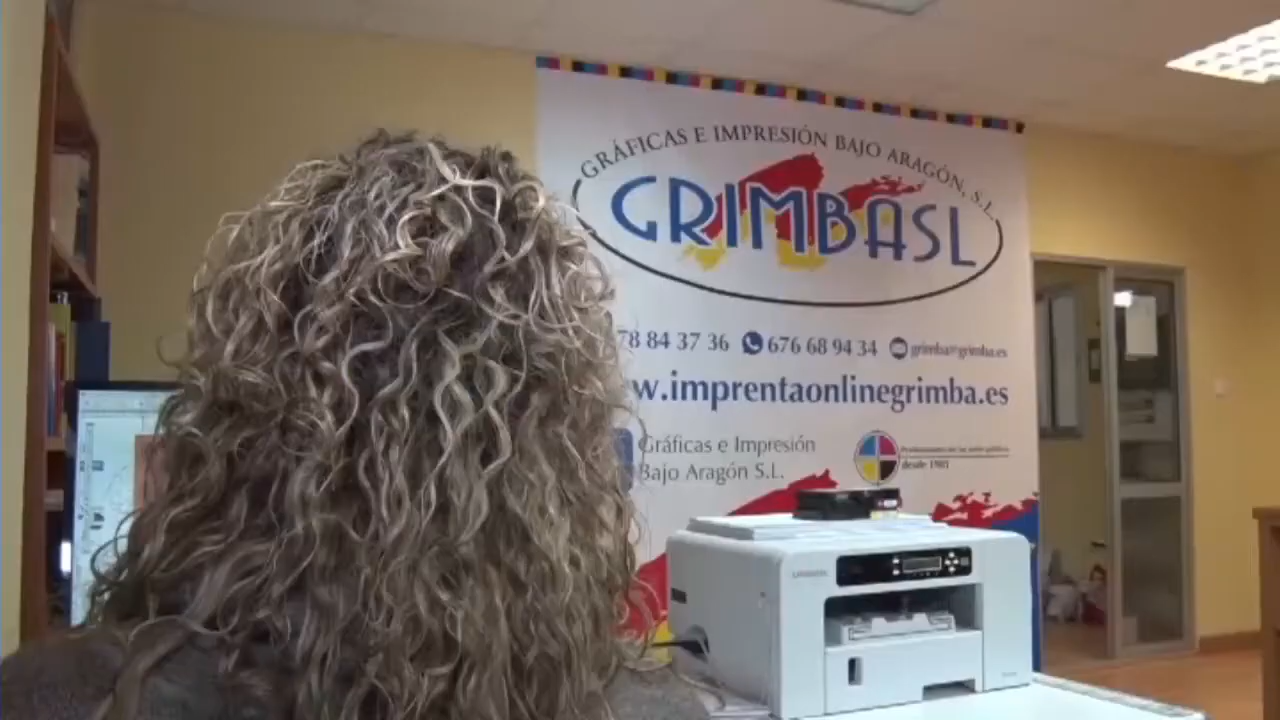 GRÁFICAS E IMPRESIÓN BAJO ARAGÓN, S.L.
GRIMBASL
78 84 37 36 676 68 94 34 grimba@grimba.es
w.imprentaonlinegrimba.es
Gráficas e Impresión
Bajo Aragón S.L.
desde 1981